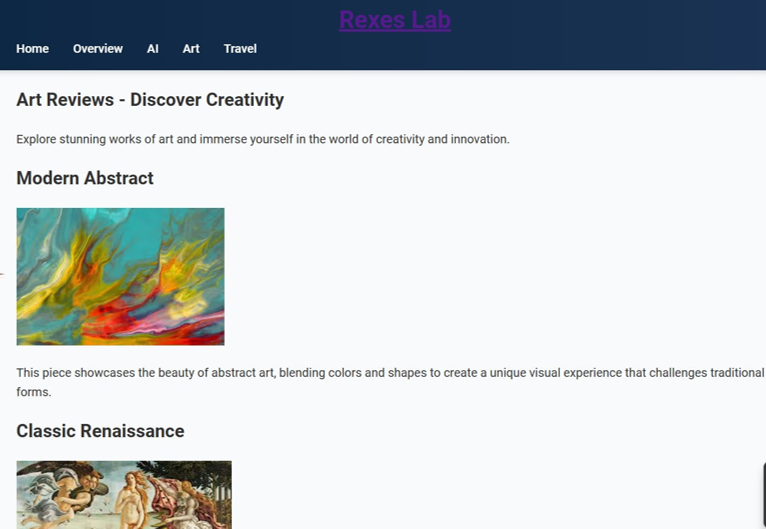 Rexes Lab
Home Overview AI Art Travel
Art Reviews - Discover Creativity
Explore stunning works of art and immerse yourself in the world of creativity and innovation.
Modern Abstract
This piece showcases the beauty of abstract art, blending colors and shapes to create a unique visual experience that challenges traditional
forms.
Classic Renaissance